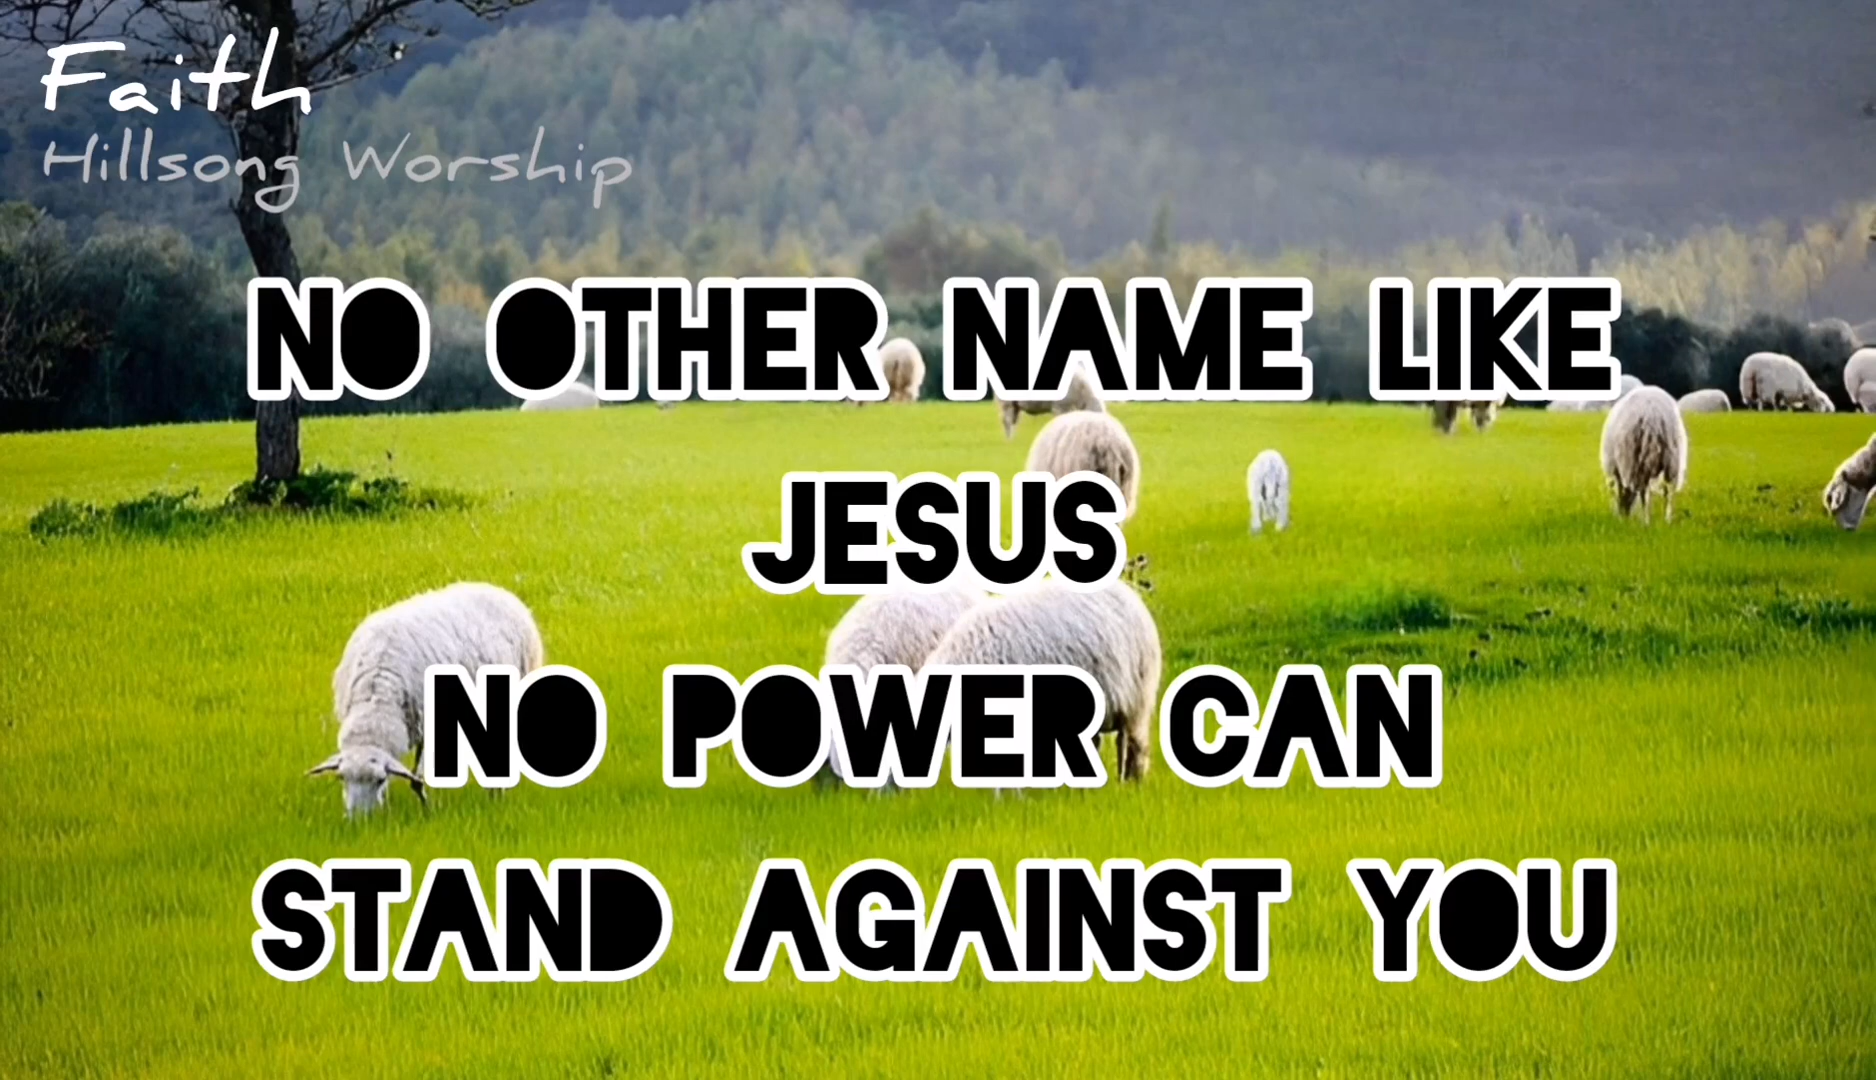 Faith
Hillsong Worship
NO OTHER NAME LIKE
JESUS
NO POWER CAN
STAND AGAINST YOU